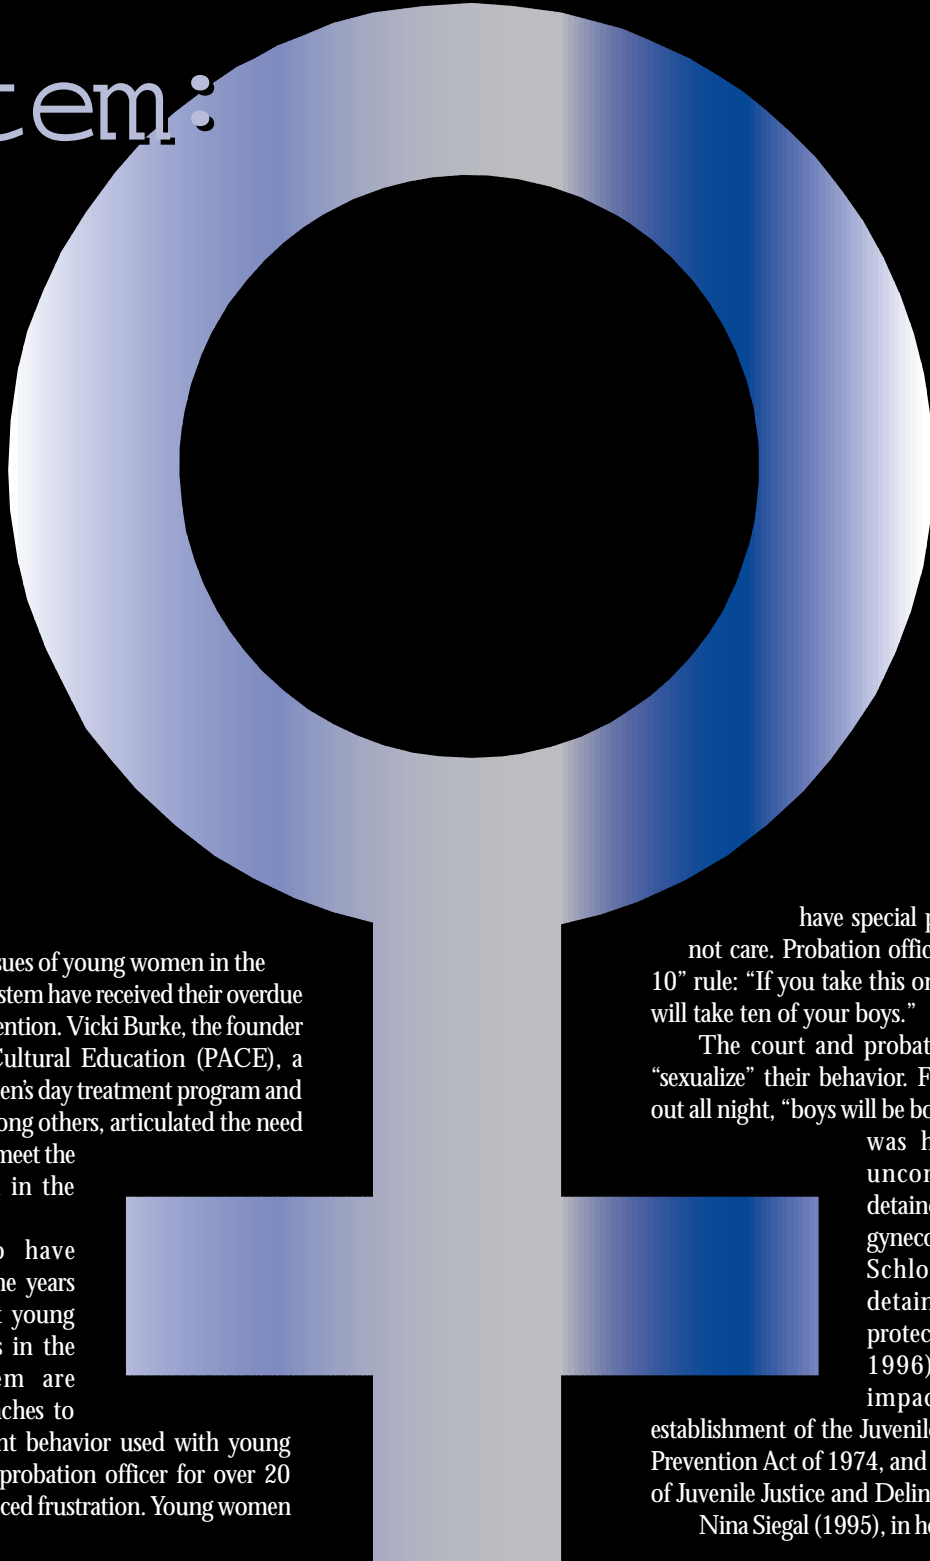 tem:
sues of young women in the
stem have received their overdue
ention. Vicki Burke, the founder
Cultural Education (PACE), a
en's day treatment program and
ong others, articulated the need
meet the
in the
have
ne years
young
s in the
em are
ches to
nt behavior used with young
probation officer for over 20
ced frustration. Young women
have special p
not care. Probation offic
10” rule: “If you take this or
will take ten of your boys.”
The court and probat
“sexualize” their behavior. F
out all night, “boys will be bo
was h
uncor
detaine
gyneco
Schlo
detain
protec
1996)
impac
establishment of the Juvenile
Prevention Act of 1974, and
of Juvenile Justice and Delin
Nina Siegal (1995), in he